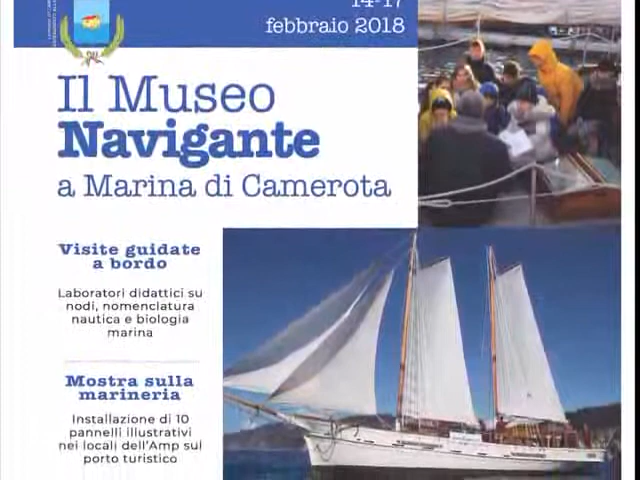 14-17
febbraio 2018
Il Museo
Navigante
a Marina di Camerota
Visite guidate
a bordo
Laboratori didattici su
nodi, nomenclatura
nautica e biologia
marina
Mostra sulla
marineria
Installazione di 10
pannelli illustrativi
nei locali dell'Amp sul
porto turistico